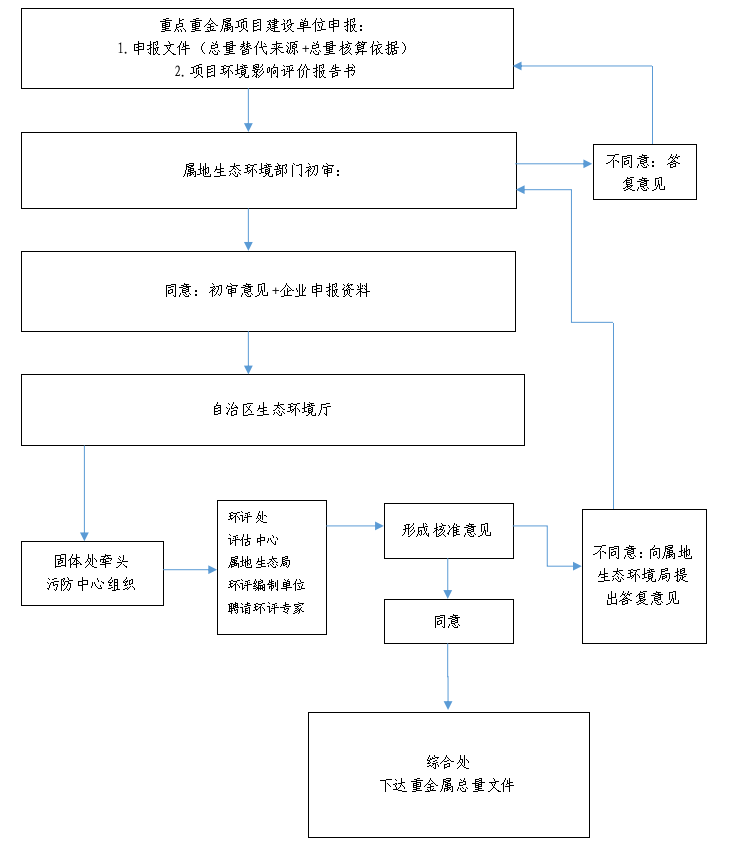 重点重金属项目建设单位申报：
1. 申报文件（总量替代来源+总量核算依据）
2. 项目环境影响评价报告书
属地生态环境部门初审：
不同意：答
复意见
同意：初审意见+企业申报资料
自治区生态环境厅
固体处牵头
污防中心组织
环评处
评估中心
属地生态局
环评编制单位
聘请环评专家
形成核准意见
不同意：向属地
生态环境局提
出答复意见
同意
综合处
下达重金属总量文件